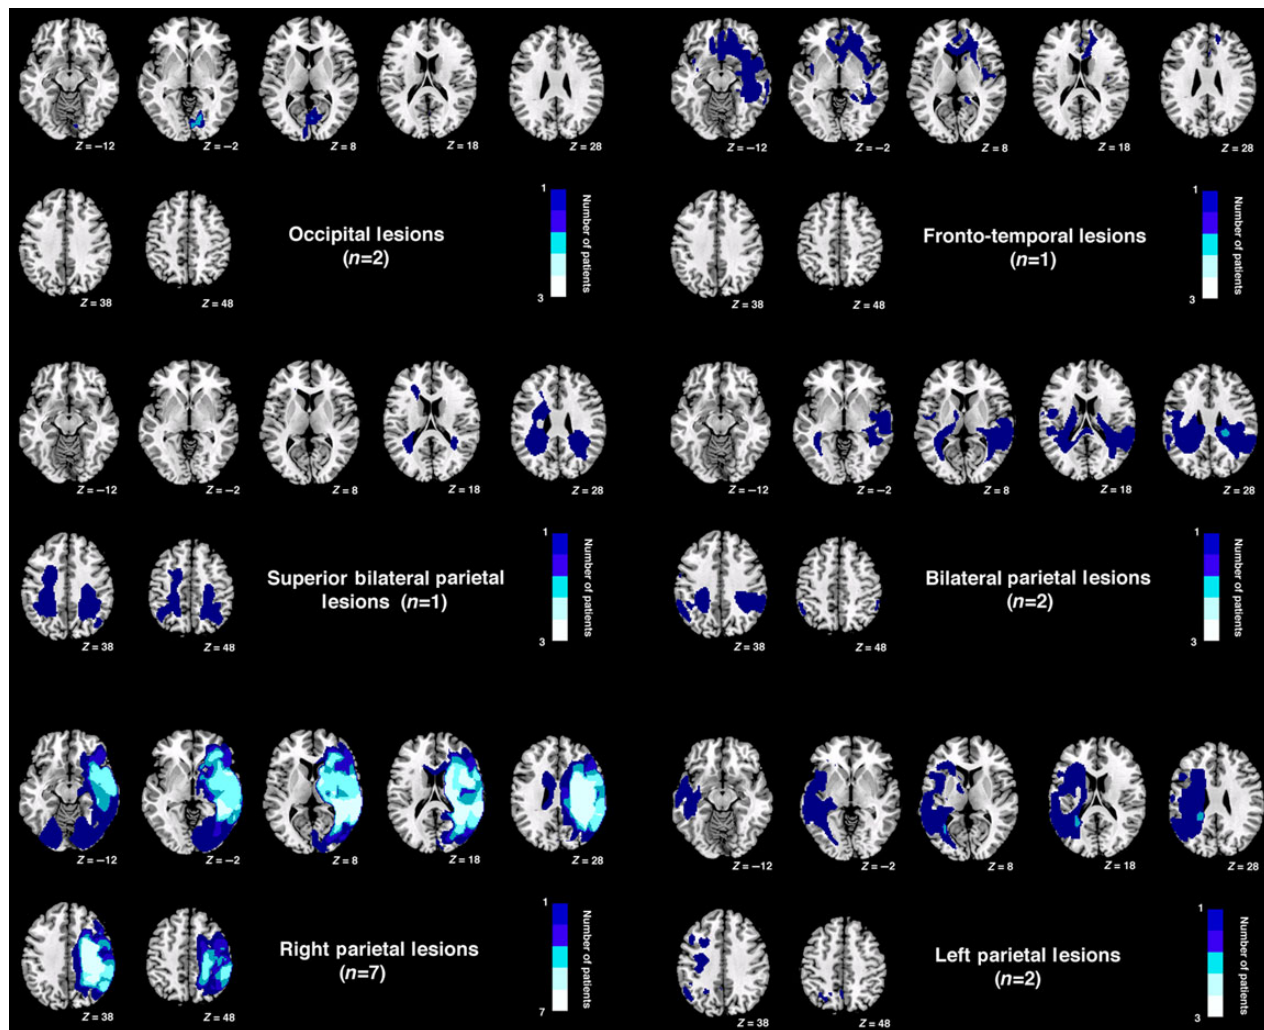 Z = −12
Z = −2
Z = 8
Z = 18
Z = 28
Z = 38
Z = 48
Occipital lesions
(n=2)
1
Number of patients
3
Z = −12
Z = −2
Z = 8
Z = 18
Z = 28
Z = 38
Z = 48
Fronto-temporal lesions
(n=1)
1
Number of patients
3
Z = −12
Z = −2
Z = 8
Z = 18
Z = 28
Z = 38
Z = 48
Superior bilateral parietal
lesions (n=1)
1
Number of patients
3
Z = −12
Z = −2
Z = 8
Z = 18
Z = 28
Z = 38
Z = 48
Bilateral parietal lesions
(n=2)
1
Number of patients
3
Z = −12
Z = −2
Z = 8
Z = 18
Z = 28
Z = 38
Z = 48
Right parietal lesions
(n=7)
1
Number of patients
7
Z = −12
Z = −2
Z = 8
Z = 18
Z = 28
Z = 38
Z = 48
Left parietal lesions
(n=2)
1
Number of patients
3